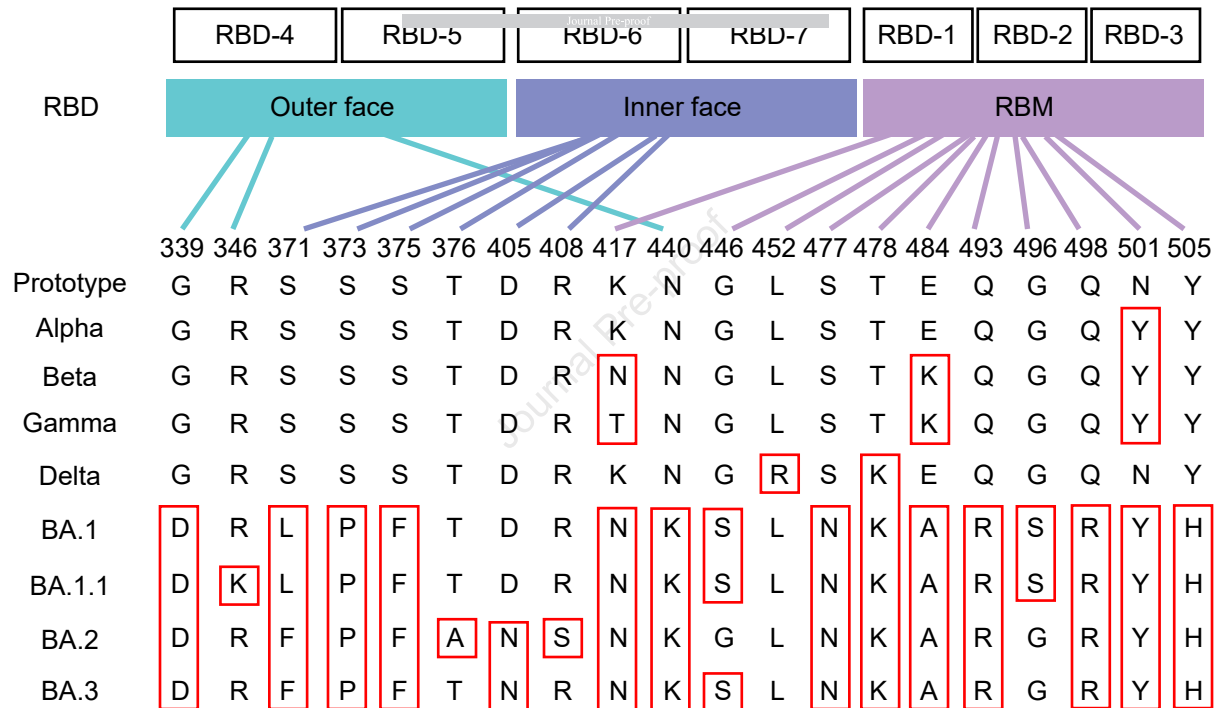 Journal Pre-proof
RBD-4 RBD-5 RBD-6 RBD-7 RBD-1 RBD-2 RBD-3
RBD Outer face Inner face RBM
339 346 371 373 375 376 405 408 417 440 446 452 477 478 484 493 496 498 501 505
Prototype G R S S S T D R K N G L S T E Q G Q N Y
Alpha G R S S S T D R K N G L S T E Q G Q Y Y
Beta G R S S S T D R N N G L S T K Q G Q Y Y
Gamma G R S S S T D R T N G L S T K Q G Q Y Y
Delta G R S S S T D R K N G R S K E Q G Q N Y
BA.1 D R L P F T D R N K S L N K A R S R Y H
BA.1.1 D K L P F T D R N K S L N K A R S R Y H
BA.2 D R F P F A N S N K G L N K A R G R Y H
BA.3 D R F P F T N R N K S L N K A R G R Y H
Journal Pre-proof